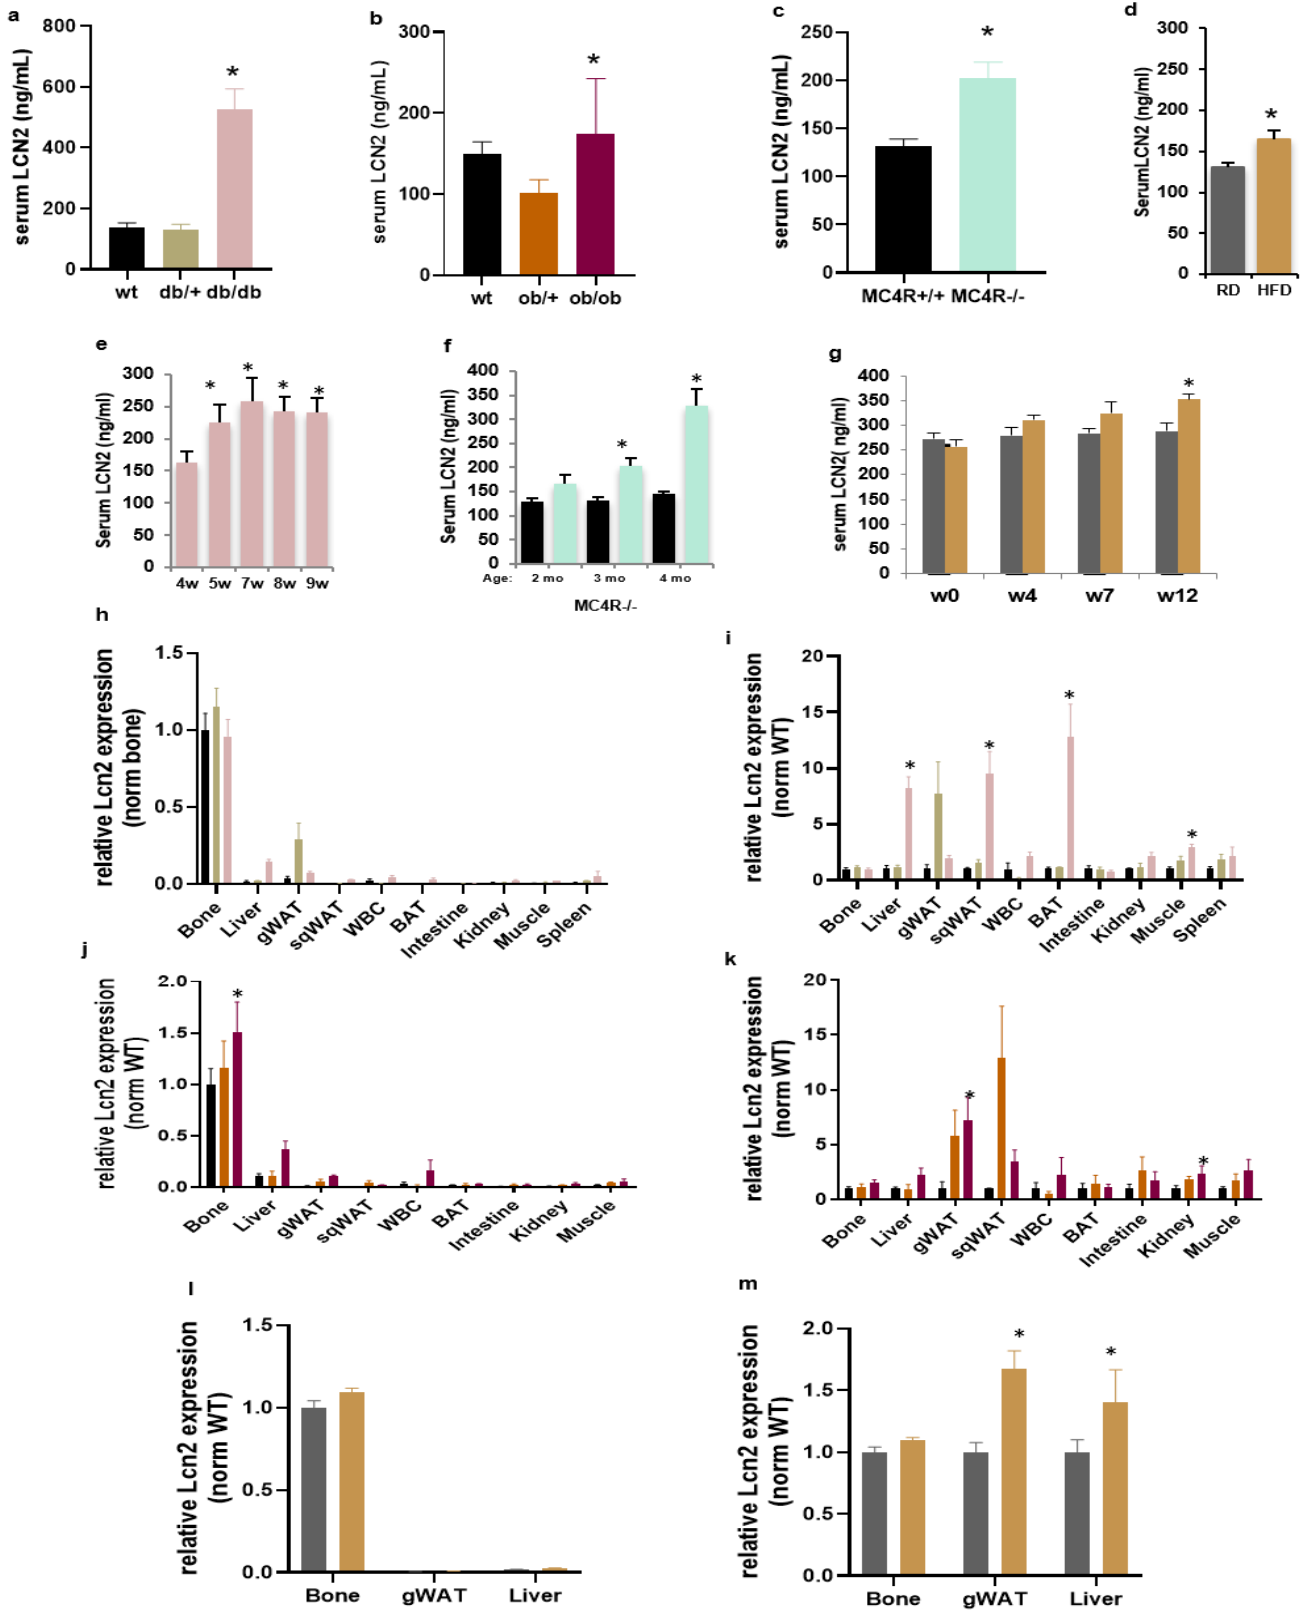 a
serum LCN2 (ng/mL)
800
600
400
200
0
*
wt db/+ db/db
b
serum LCN2 (ng/mL)
300
200
100
0
*
wt ob/+ ob/ob
c
serum LCN2 (ng/mL)
250
200
150
100
50
0
*
MC4R+/+ MC4R-/-
d
SerumLCN2 (ng/ml)
300
250
200
150
100
50
0
*
RD HFD
e
Serum LCN2 (ng/ml)
300
250
200
150
100
50
0
* * * *
4w 5w 7w 8w 9w
f
Serum LCN2 (ng/ml)
400
350
300
250
200
150
100
50
0
* *
Age: 2 mo 3 mo 4 mo
MC4R-/-
g
serum LCN2( ng/ml)
400
350
300
250
200
150
100
50
0
*
w0 w4 w7 w12
h
relative Lcn2 expression
(norm bone)
1.5
1.0
0.5
0.0
Bone Liver gWAT sqWAT WBC BAT Intestine Kidney Muscle Spleen
i
relative Lcn2 expression
(norm WT)
20
15
10
5
0
* * * *
Bone Liver gWAT sqWAT WBC BAT Intestine Kidney Muscle Spleen
j
relative Lcn2 expression
(norm WT)
2.0
1.5
1.0
0.5
0.0
*
Bone Liver gWAT sqWAT WBC BAT Intestine Kidney Muscle
k
relative Lcn2 expression
(norm WT)
20
15
10
5
0
* *
Bone Liver gWAT sqWAT WBC BAT Intestine Kidney Muscle
l
relative Lcn2 expression
(norm WT)
1.5
1.0
0.5
0.0
Bone gWAT Liver
m
relative Lcn2 expression
(norm WT)
2.0
1.5
1.0
0.5
0.0
* *
Bone gWAT Liver